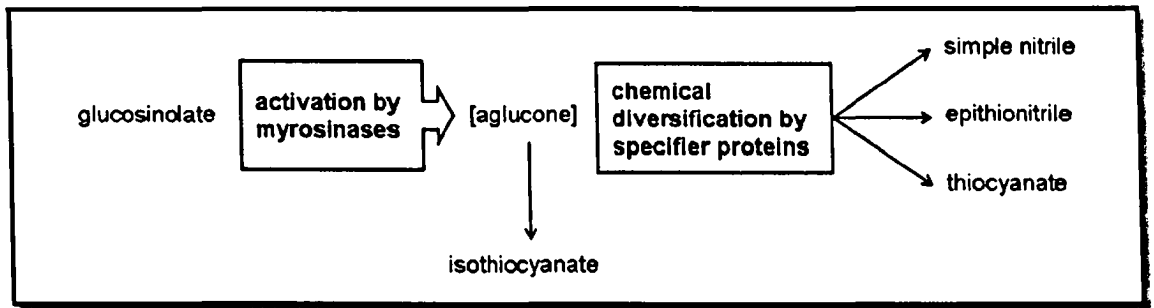 glucosinolate
activation by
myrosinases
[aglucone]
isothiocyanate
chemical
diversification by
specifier proteins
simple nitrile
epithionitrile
thiocyanate